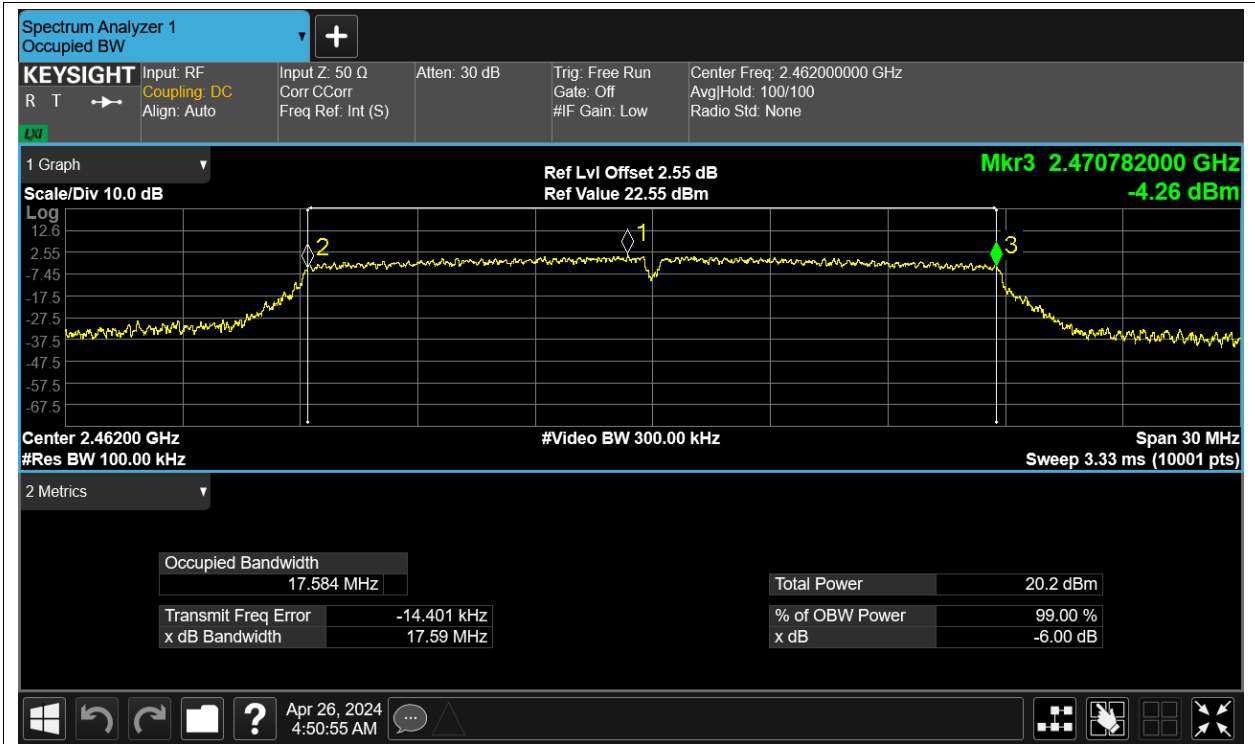 Spectrum Analyzer 1
Occupied BW
KEYSIGHT
R T
LXI
Input: RF
Coupling: DC
Align: Auto
Input Z: 50 Ω
Corr CCorr
Freq Ref: Int (S)
Atten: 30 dB
Trig: Free Run
Gate: Off
#IF Gain: Low
Center Freq: 2.462000000 GHz
Avg|Hold: 100/100
Radio Std: None
1 Graph
Scale/Div 10.0 dB
Ref Lvl Offset 2.55 dB
Ref Value 22.55 dBm
Mkr3 2.470782000 GHz
-4.26 dBm
Log
12.6
2.55
-7.45
-17.5
-27.5
-37.5
-47.5
-57.5
-67.5
2
1
3
Center 2.46200 GHz
#Res BW 100.00 kHz
#Video BW 300.00 kHz
Span 30 MHz
Sweep 3.33 ms (10001 pts)
2 Metrics
Occupied Bandwidth
17.584 MHz
Transmit Freq Error -14.401 kHz
x dB Bandwidth 17.59 MHz
Total Power 20.2 dBm
% of OBW Power 99.00 %
x dB -6.00 dB
?
Apr 26, 2024
4:50:55 AM